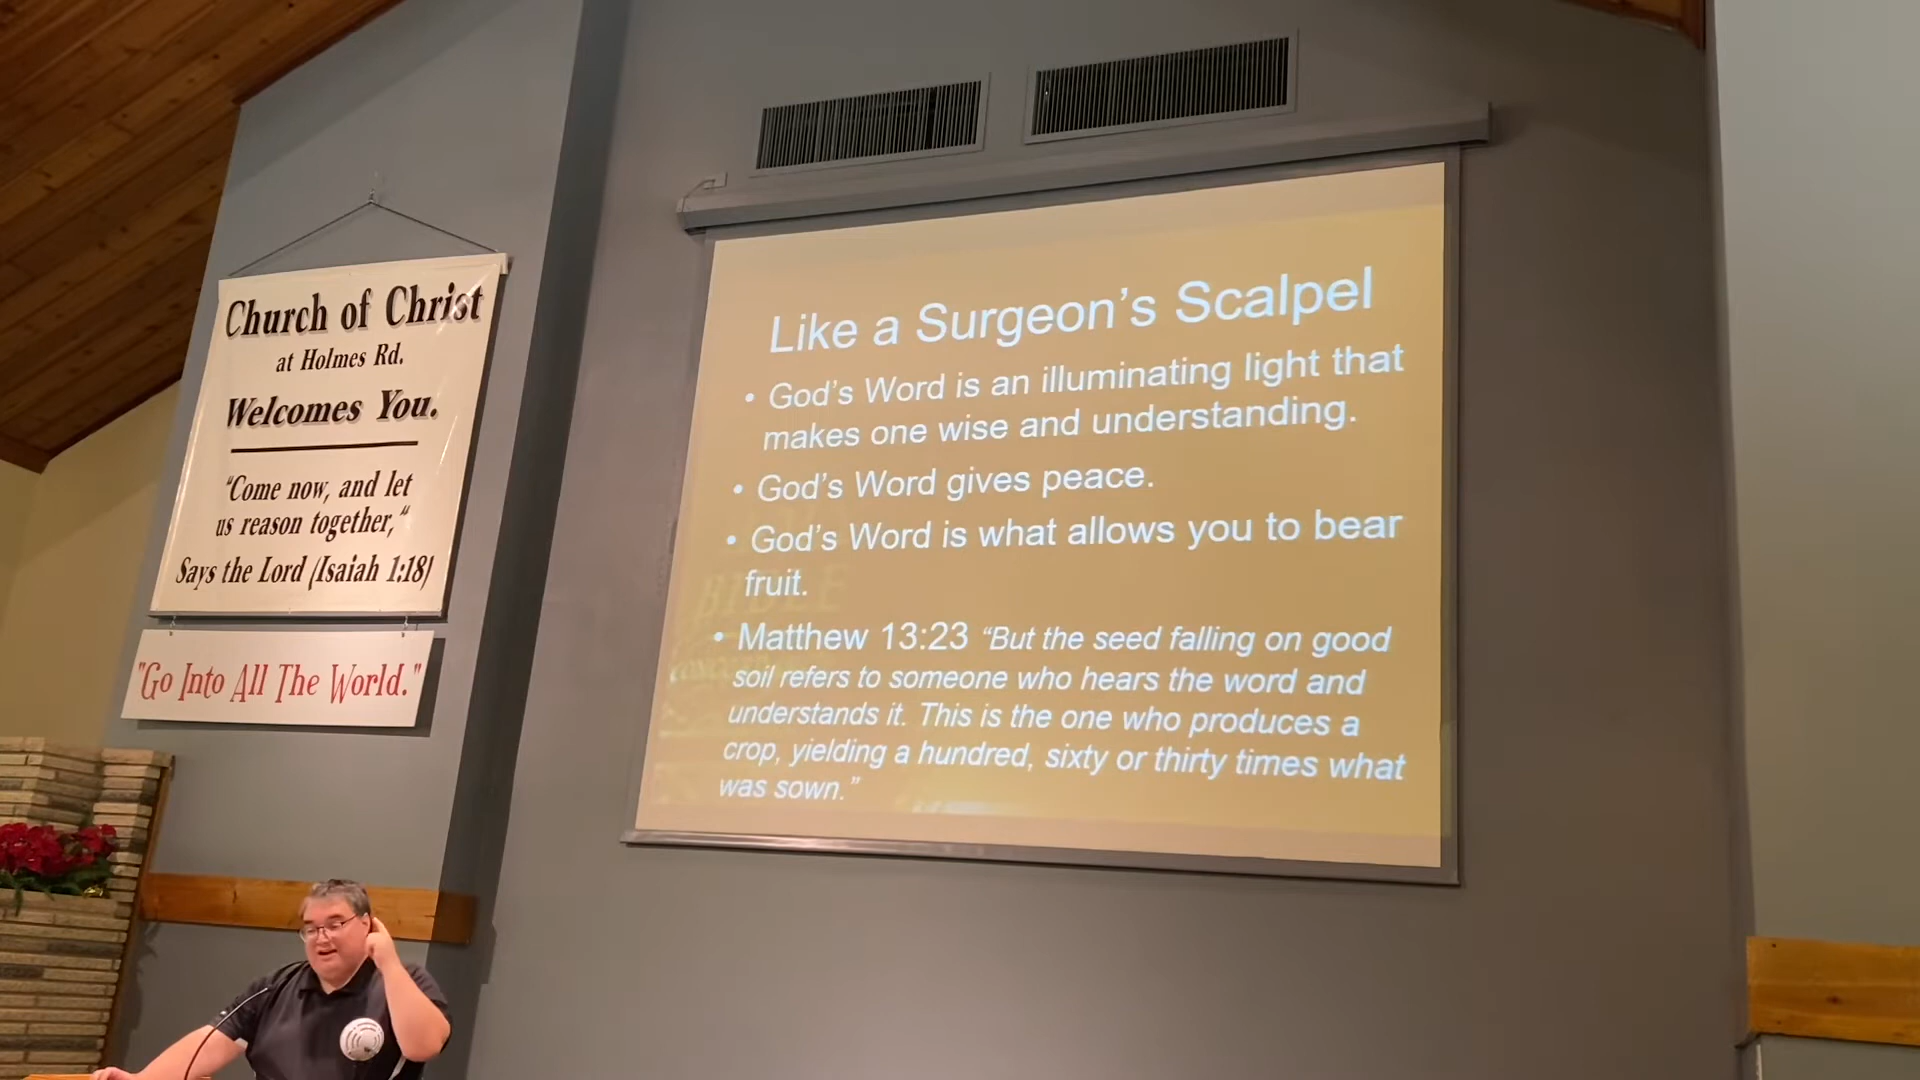 Church of Christ
at Holmes Rd.
Welcomes You.
"Come now, and let
us reason together,"
Says the Lord (Isaiah 1:18)
"Go Into All The World."
Like a Surgeon's Scalpel
• God's Word is an illuminating light that
makes one wise and understanding.
• God's Word gives peace.
• God's Word is what allows you to bear
fruit.
• Matthew 13:23 "But the seed falling on good
soil refers to someone who hears the word and
understands it. This is the one who produces a
crop, yielding a hundred, sixty or thirty times what
was sown."
BIBLE